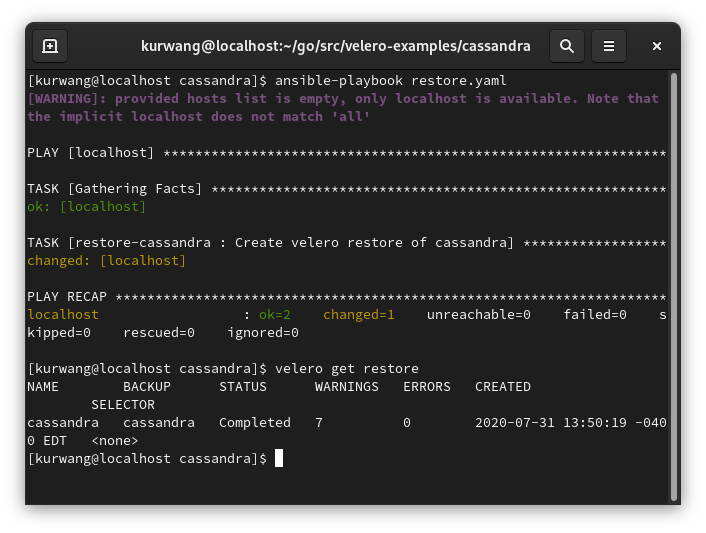 kurwang@localhost:~/go/src/velero-examples/cassandra
[kurwang@localhost cassandra]$ ansible-playbook restore.yaml
[WARNING]: provided hosts list is empty, only localhost is available. Note that
the implicit localhost does not match 'all'
PLAY [localhost] ***************************************************************
TASK [Gathering Facts] *********************************************************
ok: [localhost]
TASK [restore-cassandra : Create velero restore of cassandra] ******************
changed: [localhost]
PLAY RECAP *********************************************************************
localhost                  : ok=2    changed=1    unreachable=0    failed=0    s
kipped=0    rescued=0    ignored=0
[kurwang@localhost cassandra]$ velero get restore
NAME        BACKUP      STATUS      WARNINGS   ERRORS   CREATED
        SELECTOR
cassandra   cassandra   Completed   7          0        2020-07-31 13:50:19 -040
0 EDT   <none>
[kurwang@localhost cassandra]$